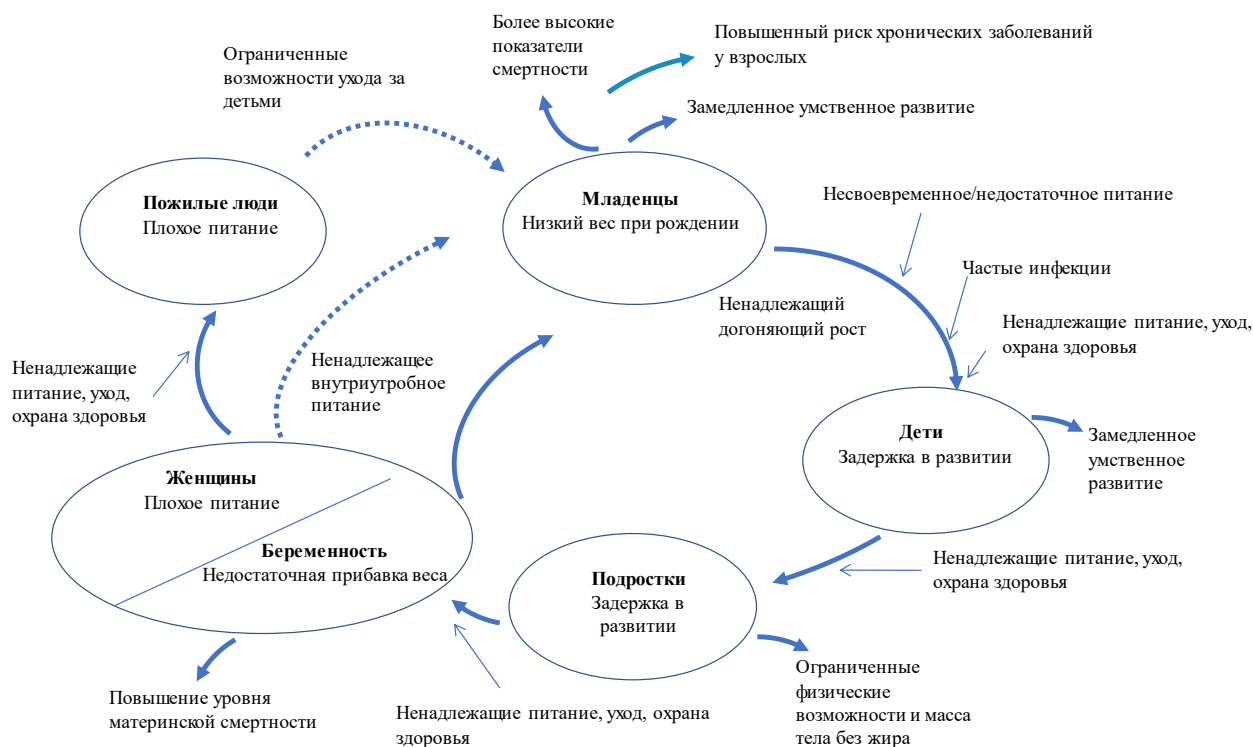 Более высокие
показатели
смертности
Повышенный риск хронических заболеваний
у взрослых
Ограниченные
возможности ухода за
детьми
Замедленное умственное развитие
Пожилые люди
Плохое питание
Младенцы
Низкий вес при рождении
Несвоевременное/недостаточное питание
Частые инфекции
Ненадлежащий
догоняющий рост
Ненадлежащие питание, уход,
охрана здоровья
Ненадлежащие
питание, уход,
охрана здоровья
Ненадлежащее
внутриутробное
питание
Дети
Задержка в развитии
Замедленное
умственное
развитие
Женщины
Плохое питание
Беременность
Недостаточная прибавка веса
Подростки
Задержка в
развитии
Ненадлежащие питание, уход,
охрана здоровья
Ограниченные
физические
возможности и масса
тела без жира
Повышение уровня
материнской смертности
Ненадлежащие питание, уход, охрана
здоровья